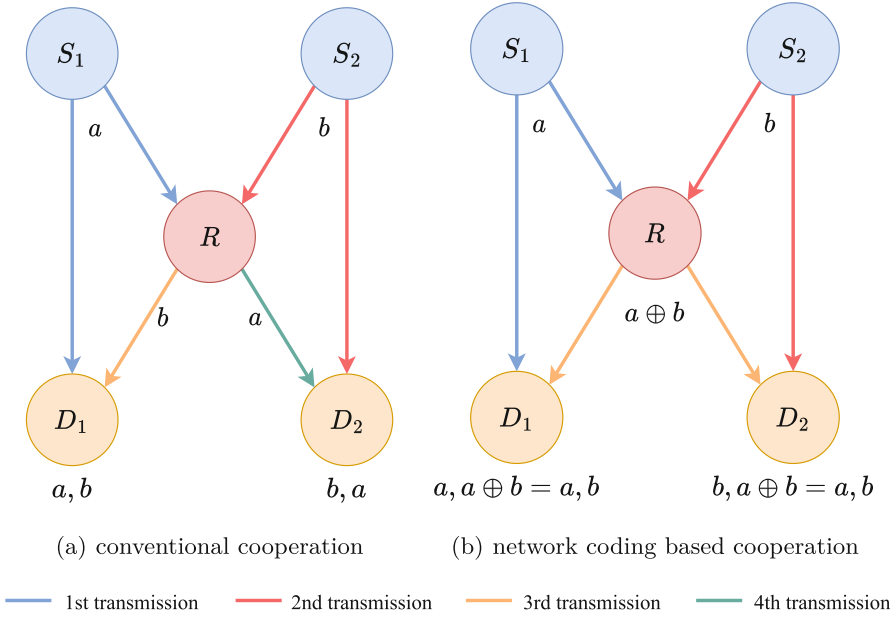 S₁ S₂ S₁ S₂
a b a b
R R
b a a ⊕ b
D₁ D₂ D₁ D₂
a, b b, a a, a ⊕ b = a, b b, a ⊕ b = a, b
(a) conventional cooperation (b) network coding based cooperation
1st transmission 2nd transmission 3rd transmission 4th transmission